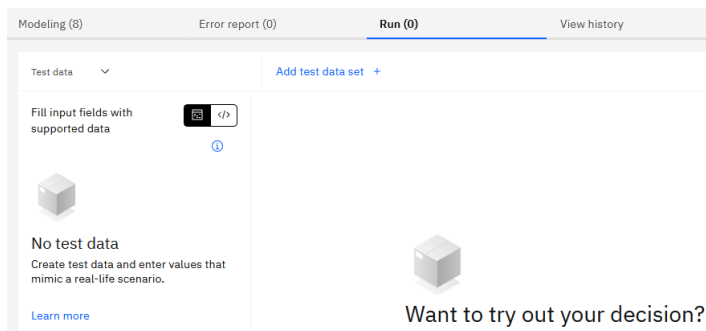 Modeling (8)
Error report (0)
Run (0)
View history
Test data
Add test data set +
Fill input fields with
supported data
</>
No test data
Create test data and enter values that
mimic a real-life scenario.
Learn more
Want to try out your decision?